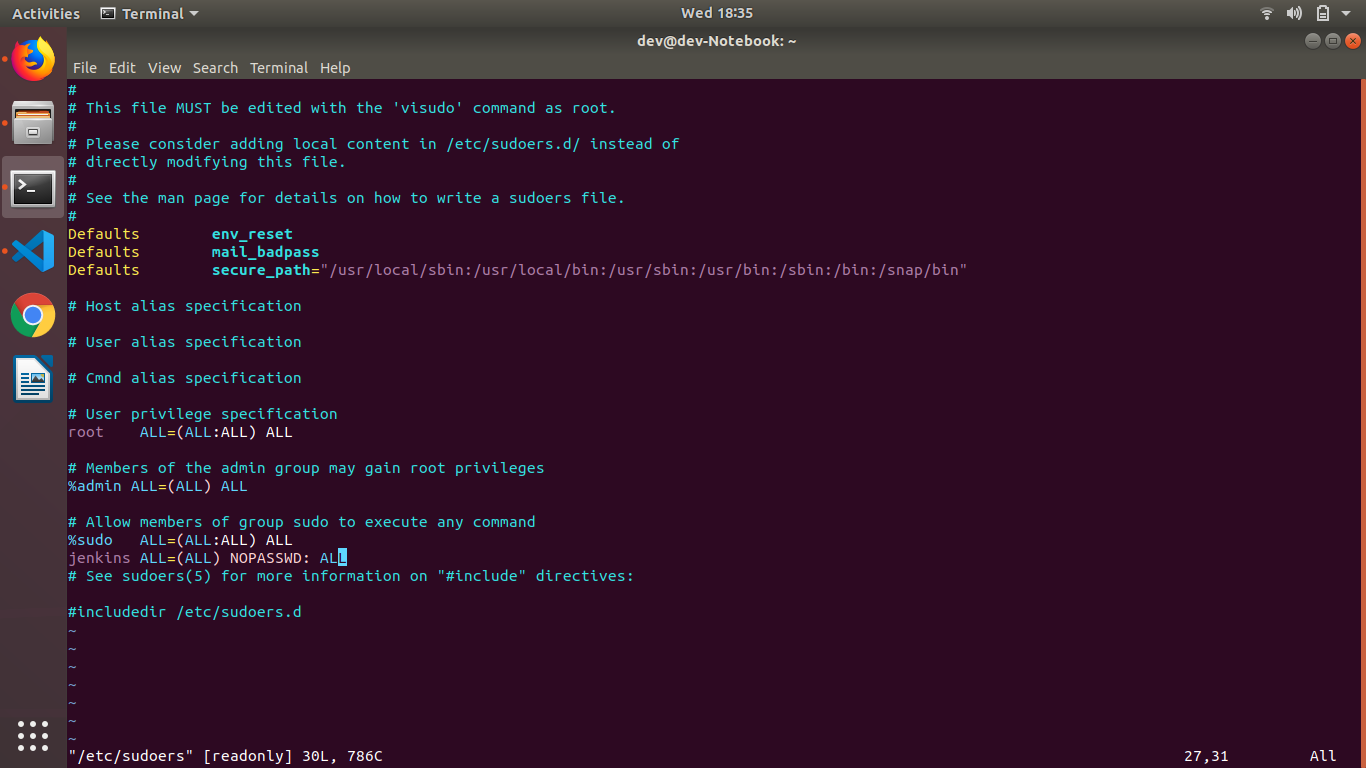 Activities Terminal Wed 18:35
dev@dev-Notebook: ~
File Edit View Search Terminal Help
#
# This file MUST be edited with the 'visudo' command as root.
#
# Please consider adding local content in /etc/sudoers.d/ instead of
# directly modifying this file.
#
# See the man page for details on how to write a sudoers file.
#
Defaults        env_reset
Defaults        mail_badpass
Defaults        secure_path="/usr/local/sbin:/usr/local/bin:/usr/sbin:/usr/bin:/sbin:/bin:/snap/bin"
# Host alias specification
# User alias specification
# Cmnd alias specification
# User privilege specification
root    ALL=(ALL:ALL) ALL
# Members of the admin group may gain root privileges
%admin ALL=(ALL) ALL
# Allow members of group sudo to execute any command
%sudo   ALL=(ALL:ALL) ALL
jenkins ALL=(ALL) NOPASSWD: ALL
# See sudoers(5) for more information on "#include" directives:
#includedir /etc/sudoers.d
~
~
~
~
~
~
~
"/etc/sudoers" [readonly] 30L, 786C 27,31 All